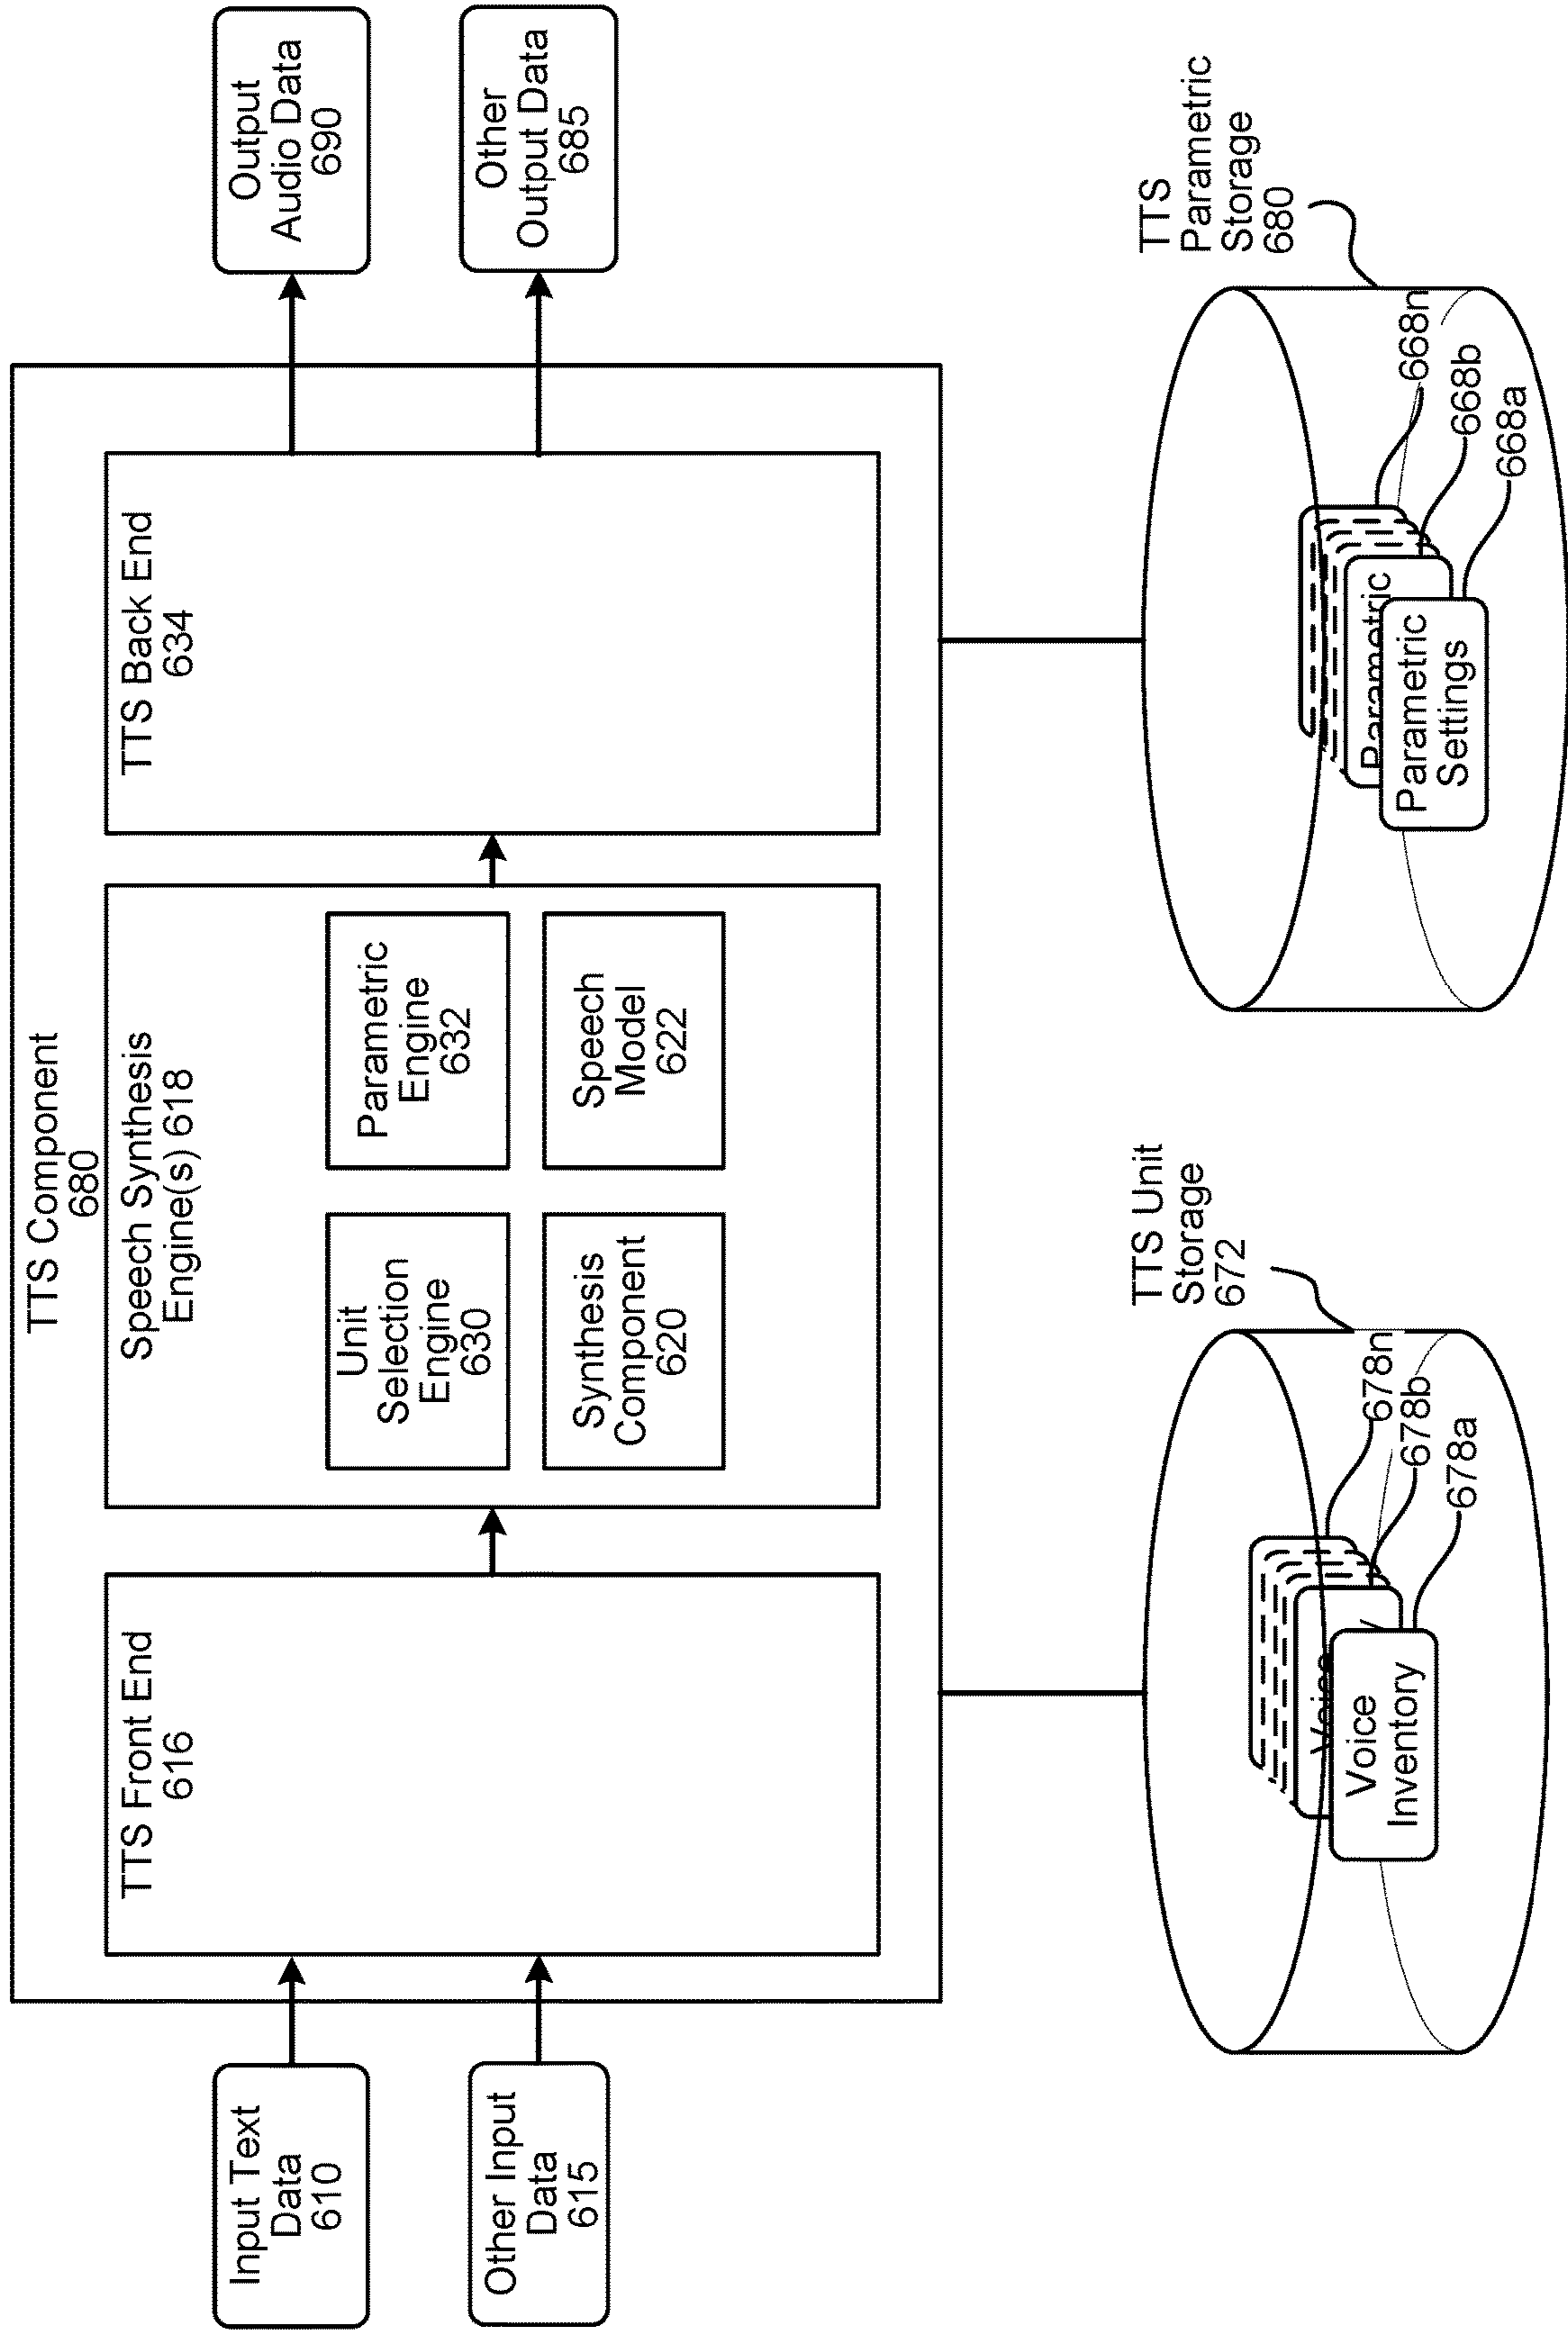 TTS Component
680
Input Text
Data
610
Other Input
Data
615
TTS Front End
616
Speech Synthesis
Engine(s) 618
Unit
Selection
Engine
630
Parametric
Engine
632
Synthesis
Component
620
Speech
Model
622
TTS Back End
634
Output
Audio Data
690
Other
Output Data
685
TTS Unit
Storage
672
678n
678b
678a
Voice
Voice
Inventory
TTS
Parametric
Storage
680
668n
668b
668a
Parametric
Parametric
Settings